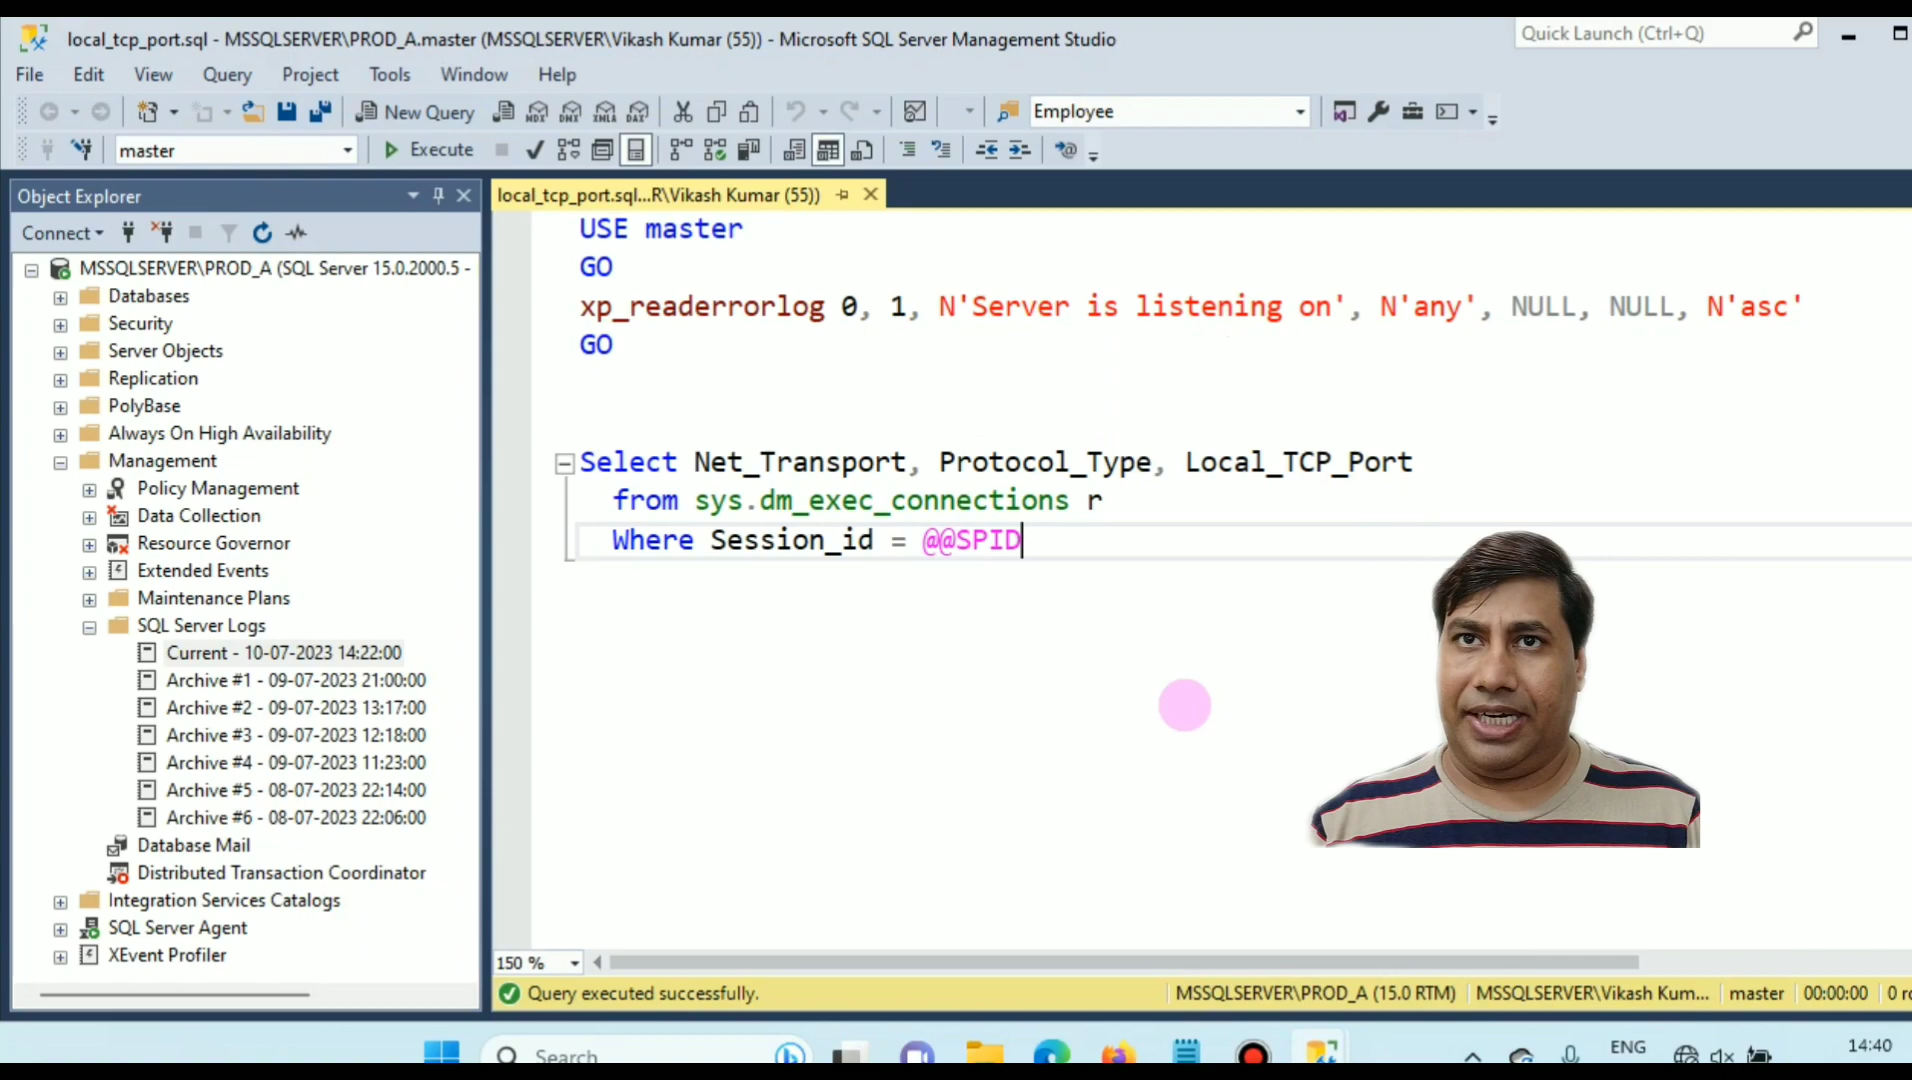 local_tcp_port.sql - MSSQLSERVER\PROD_A.master (MSSQLSERVER\Vikash Kumar (55)) - Microsoft SQL Server Management Studio
Quick Launch (Ctrl+Q)
File Edit View Query Project Tools Window Help
New Query MDX DMX XMLA DAX Employee
master Execute
Object Explorer
local_tcp_port.sql...R\Vikash Kumar (55))
Connect
MSSQLSERVER\PROD_A (SQL Server 15.0.2000.5 -
Databases
Security
Server Objects
Replication
PolyBase
Always On High Availability
Management
Policy Management
Data Collection
Resource Governor
Extended Events
Maintenance Plans
SQL Server Logs
Current - 10-07-2023 14:22:00
Archive #1 - 09-07-2023 21:00:00
Archive #2 - 09-07-2023 13:17:00
Archive #3 - 09-07-2023 12:18:00
Archive #4 - 09-07-2023 11:23:00
Archive #5 - 08-07-2023 22:14:00
Archive #6 - 08-07-2023 22:06:00
Database Mail
Distributed Transaction Coordinator
Integration Services Catalogs
SQL Server Agent
XEvent Profiler
USE master
GO
xp_readerrorlog 0, 1, N'Server is listening on', N'any', NULL, NULL, N'asc'
GO
Select Net_Transport, Protocol_Type, Local_TCP_Port
from sys.dm_exec_connections r
Where Session_id = @@SPID
150 %
Query executed successfully. MSSQLSERVER\PROD_A (15.0 RTM) MSSQLSERVER\Vikash Kum... master 00:00:00 0
Search
ENG
14:40